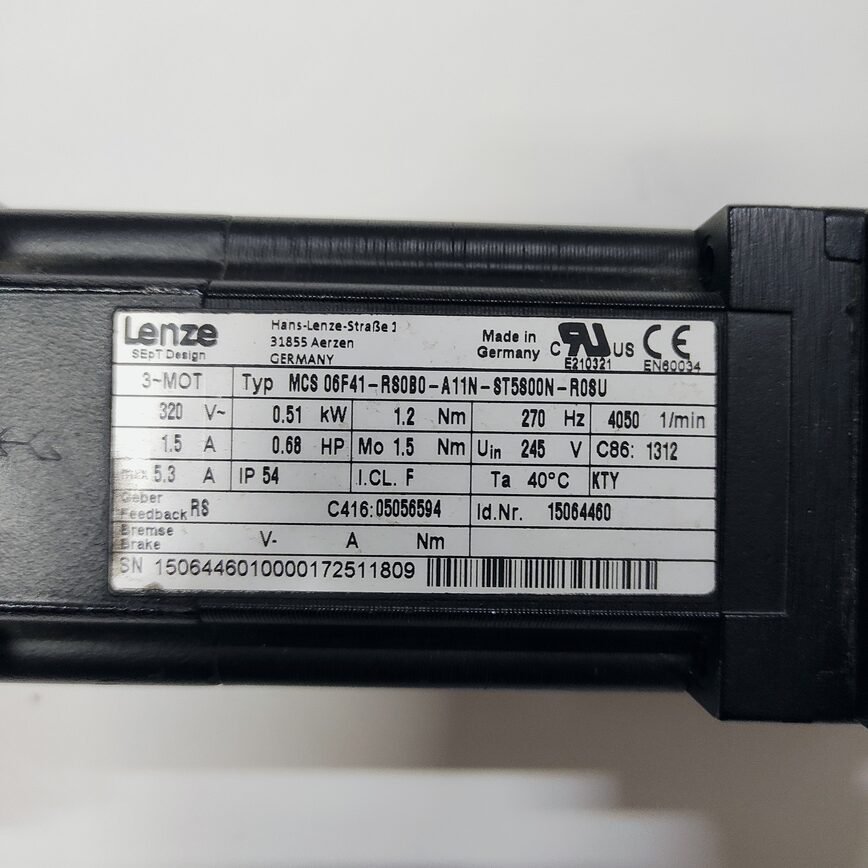 Lenze
SEpT Design
Hans-Lenze-Straße 1
31855 Aerzen
GERMANY
Made in
Germany
C RU US
E210321
CE
EN60034
3~MOT Typ MCS 06F41-RS0B0-A11N-ST5S00N-R0SU
320 V~ 0.51 kW 1.2 Nm 270 Hz 4050 1/min
1.5 A 0.68 HP Mo 1.5 Nm Uin 245 V C86: 1312
max 5.3 A IP 54 I.CL. F Ta 40°C KTY
Geber
Feedback RS C416:05056594 Id.Nr. 15064460
Bremse
Brake V- A Nm
SN 1506446010000172511809